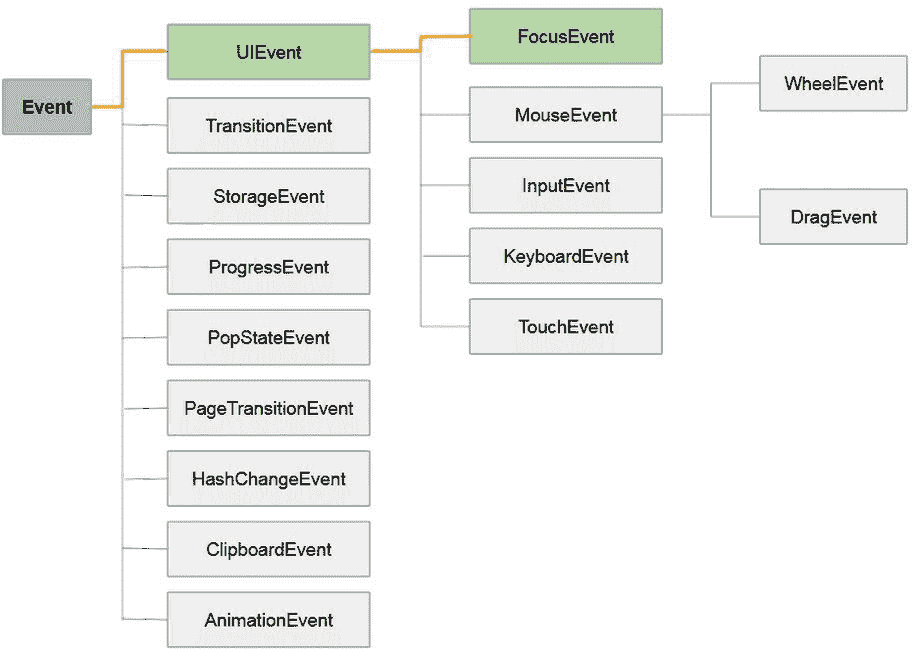 Event
UIEvent
TransitionEvent
StorageEvent
ProgressEvent
PopStateEvent
PageTransitionEvent
HashChangeEvent
ClipboardEvent
AnimationEvent
FocusEvent
MouseEvent
InputEvent
KeyboardEvent
TouchEvent
WheelEvent
DragEvent